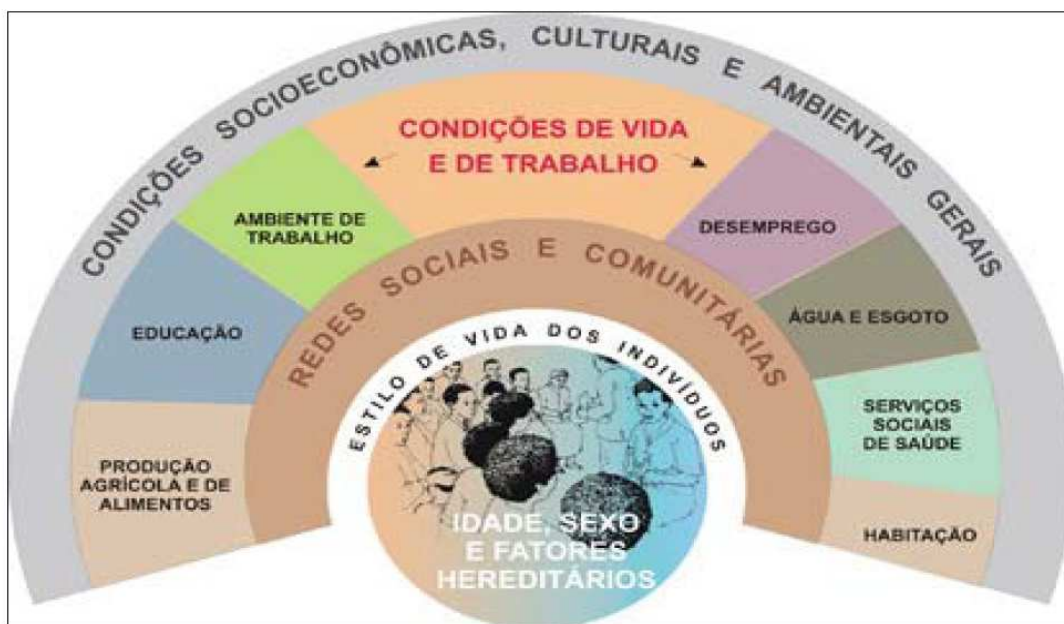 CONDIÇÕES SOCIOECONÔMICAS, CULTURAIS E AMBIENTAIS GERAIS
CONDIÇÕES DE VIDA
E DE TRABALHO
AMBIENTE DE
TRABALHO
DESEMPREGO
EDUCAÇÃO
ÁGUA E ESGOTO
PRODUÇÃO
AGRÍCOLA E DE
ALIMENTOS
SERVIÇOS
SOCIAIS
DE SAÚDE
HABITAÇÃO
REDES SOCIAIS E COMUNITÁRIAS
ESTILO DE VIDA DOS INDIVÍDUOS
IDADE, SEXO
E FATORES
HEREDITÁRIOS